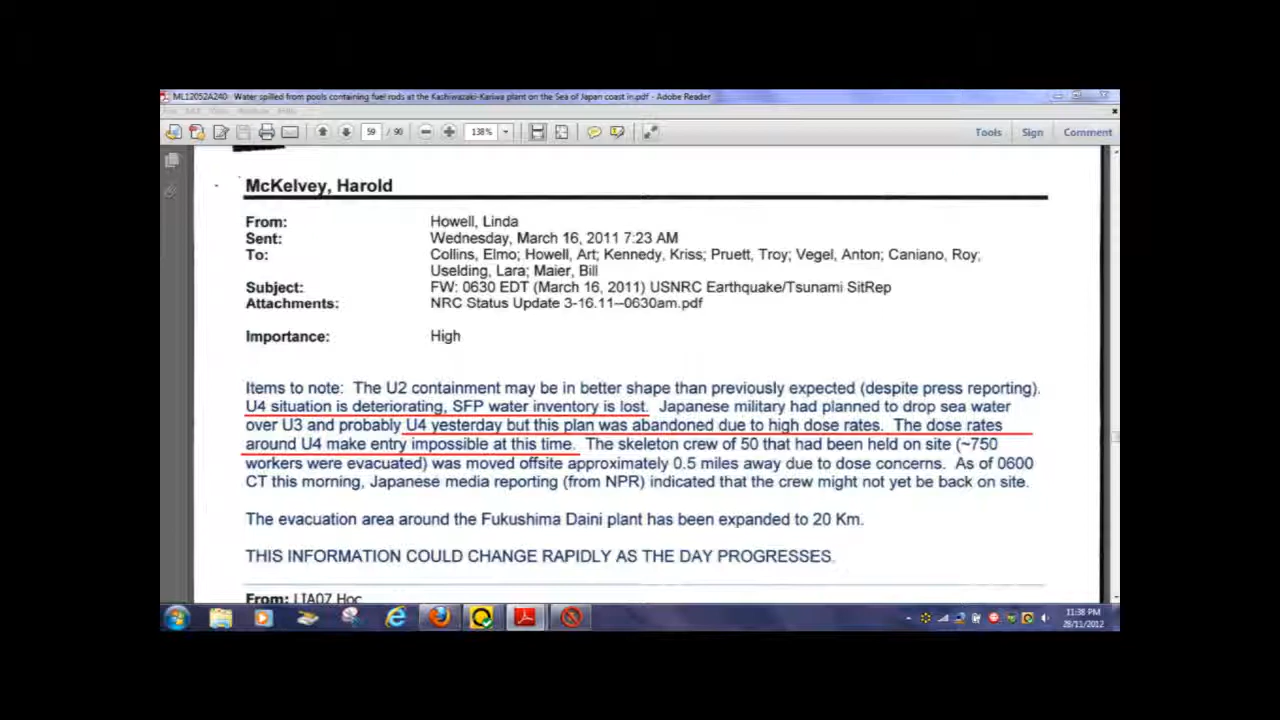 ML12052A240 Water spilled from pools containing fuel rods at the Kashiwazaki-Kariwa plant on the Sea of Japan coast in.pdf - Adobe Reader
59 / 90 138% Tools Sign Comment
McKelvey, Harold
From: Howell, Linda
Sent: Wednesday, March 16, 2011 7:23 AM
To: Collins, Elmo; Howell, Art; Kennedy, Kriss; Pruett, Troy; Vegel, Anton; Caniano, Roy;
Uselding, Lara; Maier, Bill
Subject: FW: 0630 EDT (March 16, 2011) USNRC Earthquake/Tsunami SitRep
Attachments: NRC Status Update 3-16.11--0630am.pdf
Importance: High
Items to note: The U2 containment may be in better shape than previously expected (despite press reporting).
U4 situation is deteriorating, SFP water inventory is lost. Japanese military had planned to drop sea water
over U3 and probably U4 yesterday but this plan was abandoned due to high dose rates. The dose rates
around U4 make entry impossible at this time. The skeleton crew of 50 that had been held on site (~750
workers were evacuated) was moved offsite approximately 0.5 miles away due to dose concerns. As of 0600
CT this morning, Japanese media reporting (from NPR) indicated that the crew might not yet be back on site.
The evacuation area around the Fukushima Daini plant has been expanded to 20 Km.
THIS INFORMATION COULD CHANGE RAPIDLY AS THE DAY PROGRESSES.
From: LIA07 Hoc
11:38 PM
28/11/2012